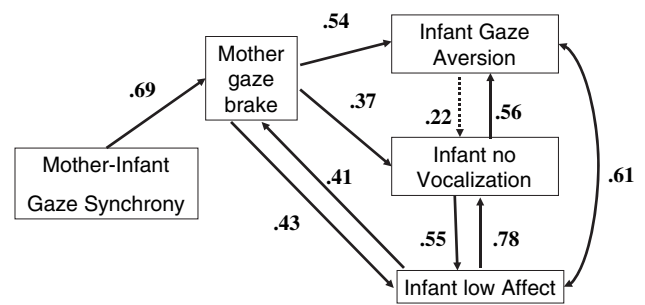 .54
Infant Gaze
Aversion
Mother
gaze
brake
.69
.37
.22
.56
Mother-Infant
Gaze Synchrony
Infant no
Vocalization
.41
.61
.43
.55
.78
Infant low Affect